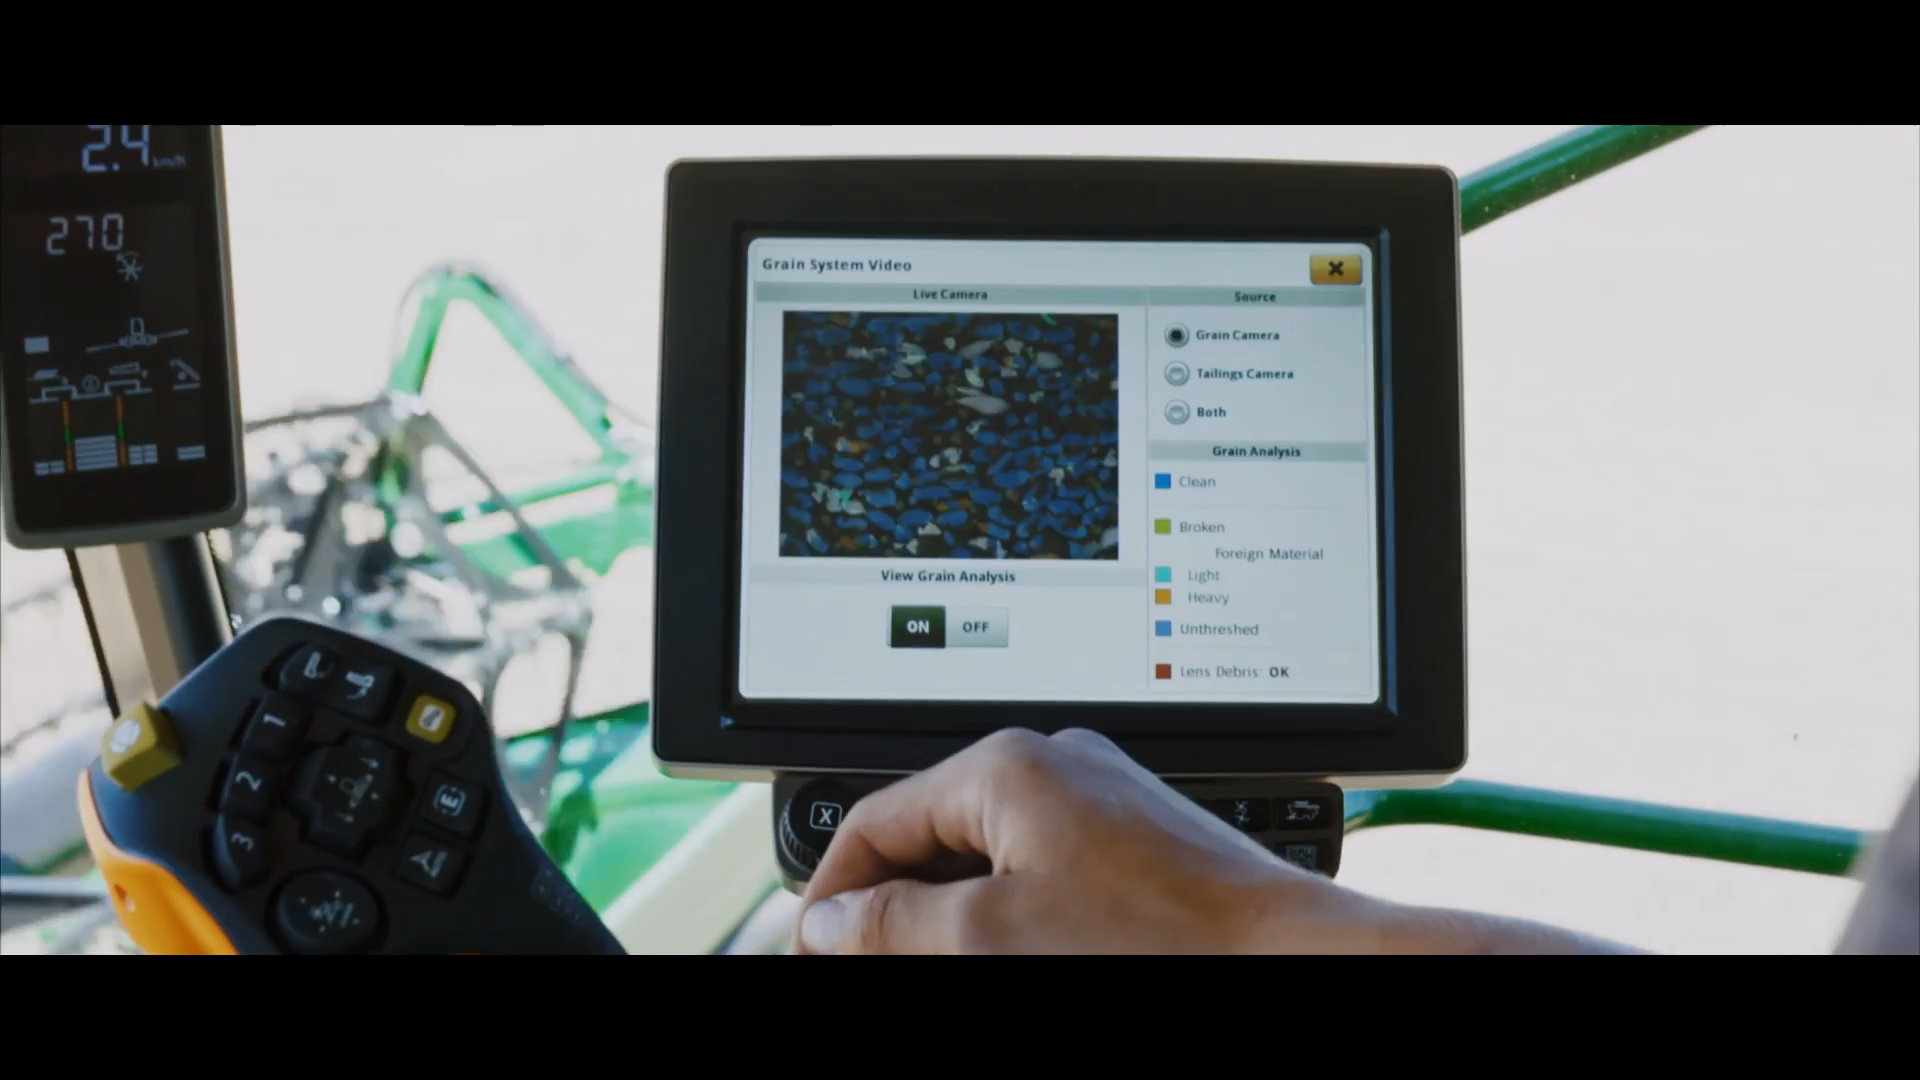 2.4 km/h
270
Grain System Video
Live Camera
Source
Grain Camera
Tailings Camera
Both
Grain Analysis
Clean
Broken
Foreign Material
Light
Heavy
Unthreshed
Lens Debris: OK
View Grain Analysis
ON OFF
1
2
3
X